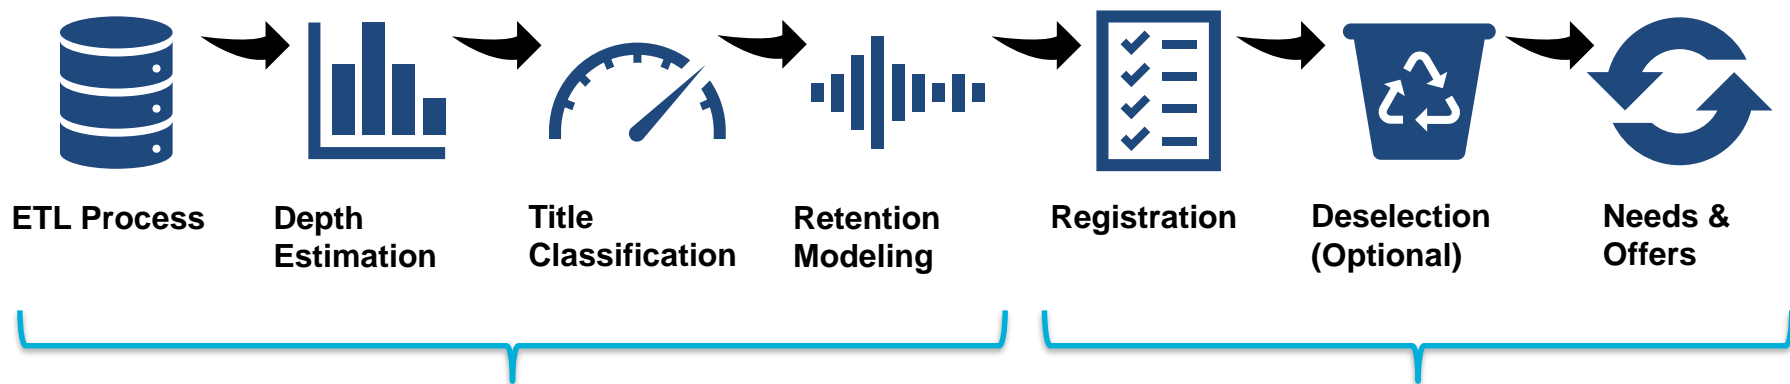 ETL Process
Depth
Estimation
Title
Classification
Retention
Modeling
Registration
Deselection
(Optional)
Needs &
Offers